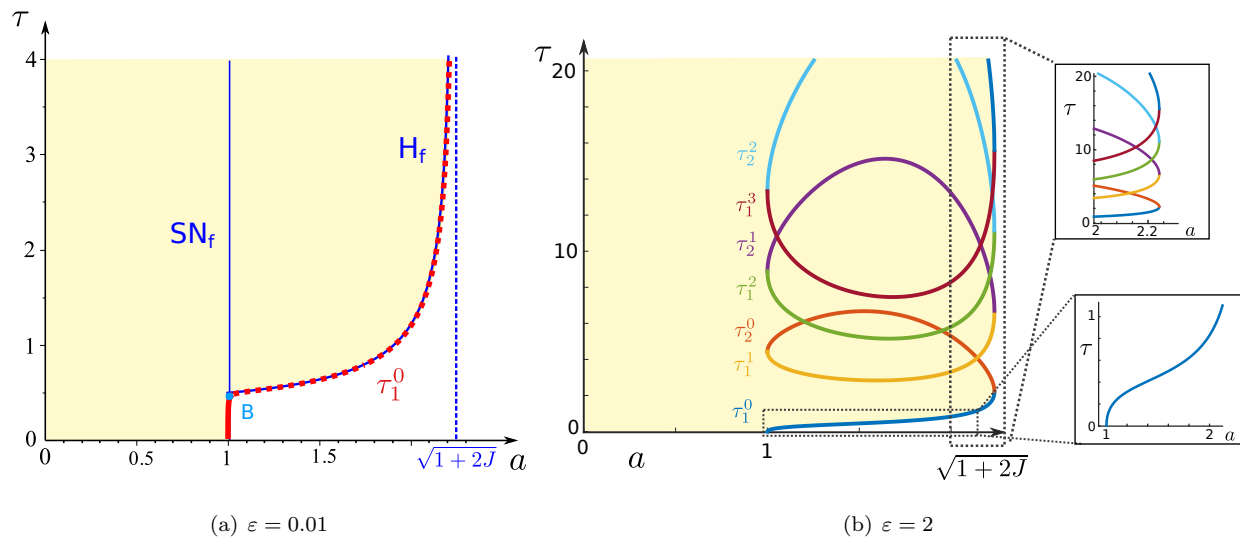 τ
4
3
2
1
0
0
0.5
1
1.5
√1 + 2J
a
SN_f
H_f
B
τ_1^0
(a) ε = 0.01
τ
20
10
0
0
a
1
√1 + 2J
τ_2^2
τ_1^3
τ_2^1
τ_1^2
τ_2^0
τ_1^1
τ_1^0
20
τ
10
0
2
2.2
a
1
τ
0
1
2
a
(b) ε = 2